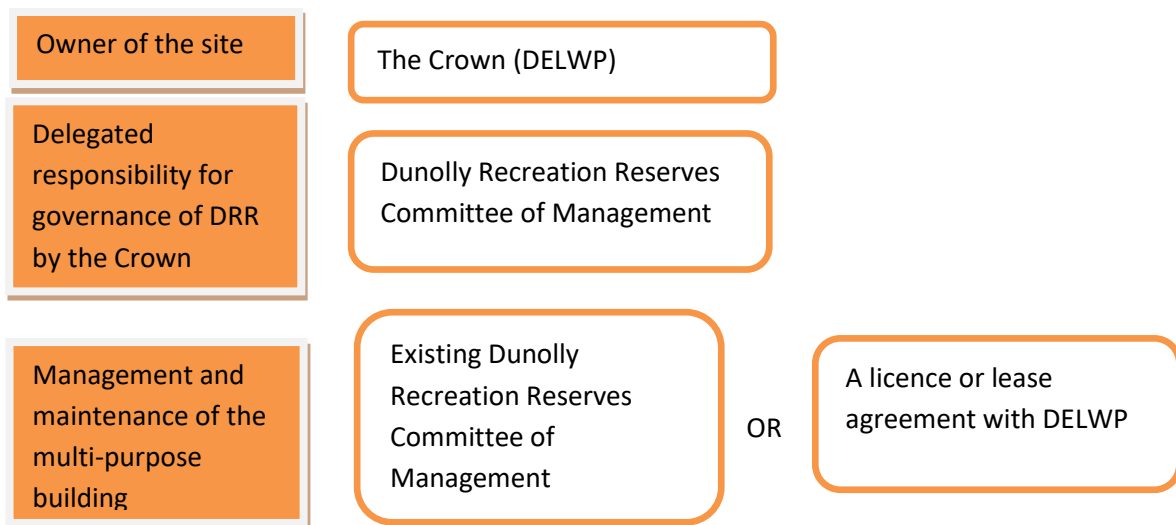 Owner of the site
The Crown (DELWP)
Delegated
responsibility for
governance of DRR
by the Crown
Dunolly Recreation Reserves
Committee of Management
Management and
maintenance of the
multi-purpose
building
Existing Dunolly
Recreation Reserves
Committee of
Management
OR
A licence or lease
agreement with DELWP